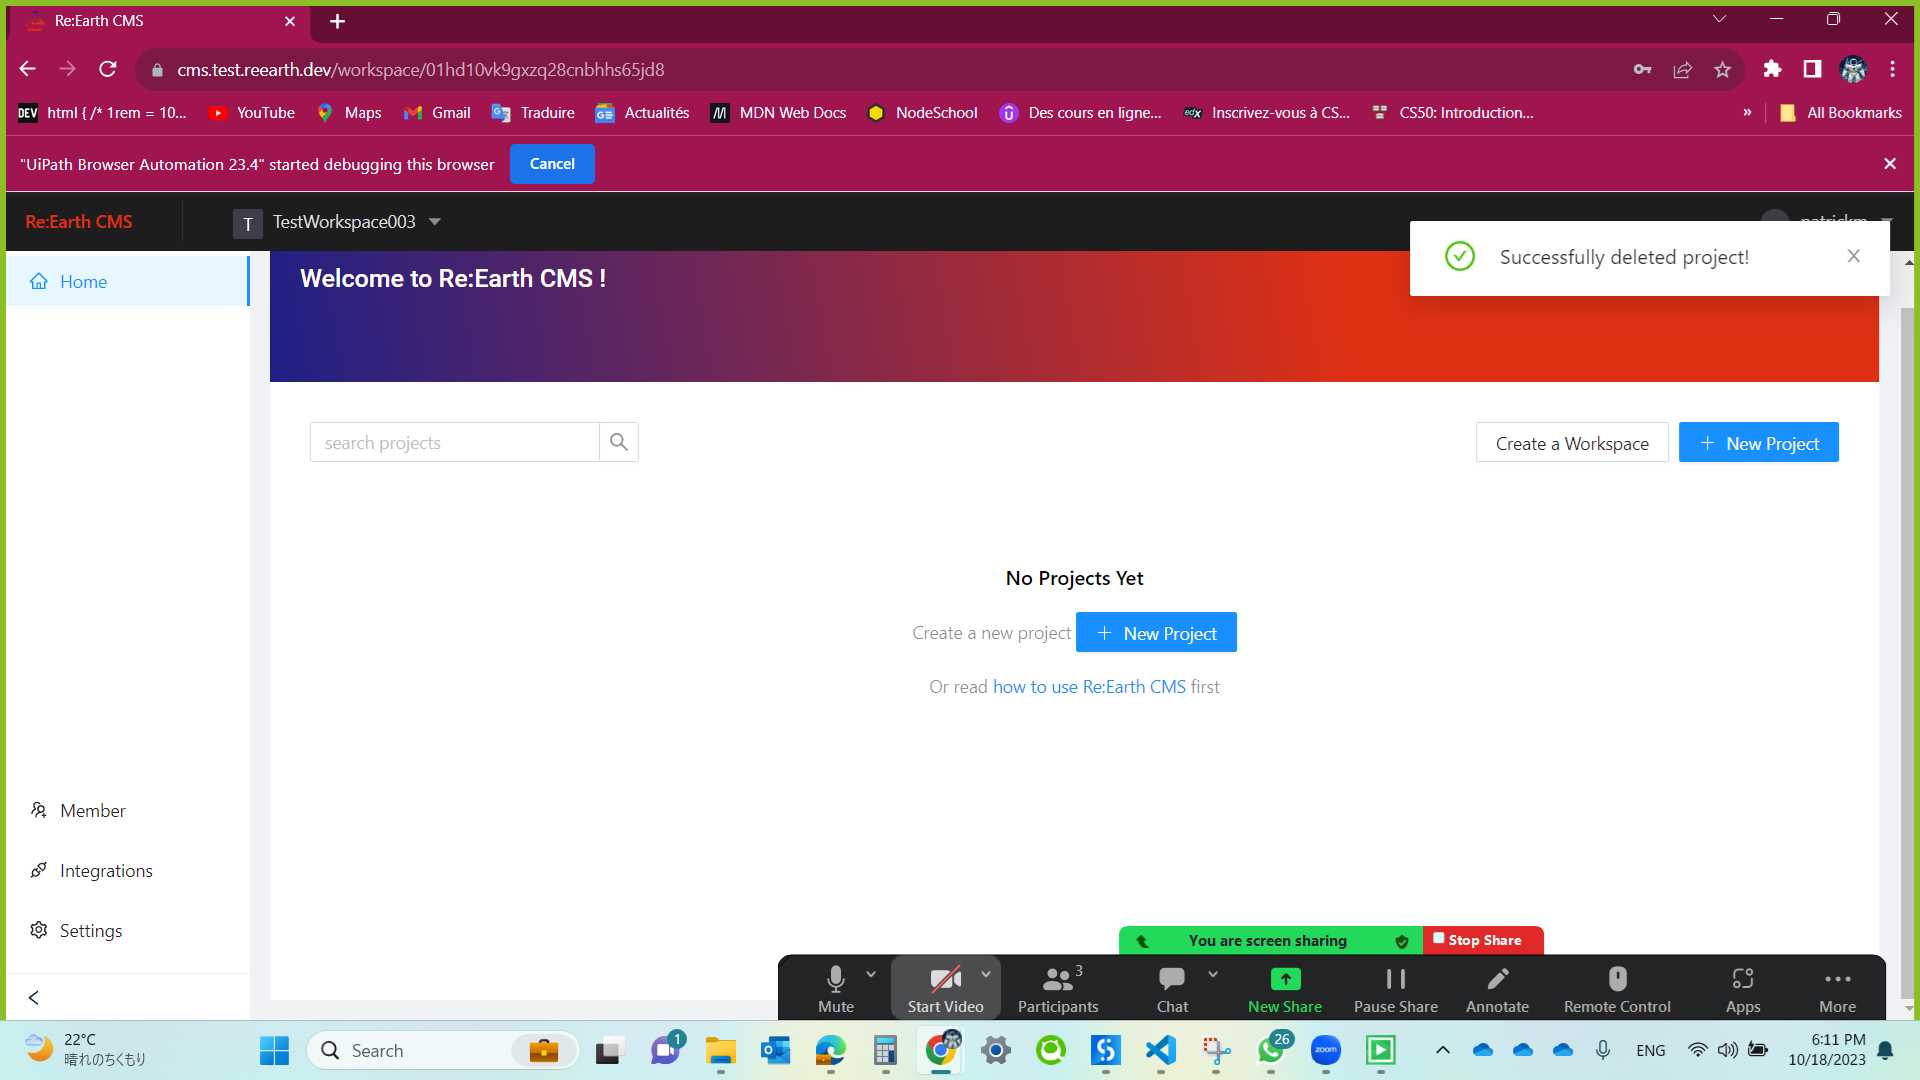 Re:Earth CMS
cms.test.reearth.dev/workspace/01hd10vk9gxzq28cnbhhs65jd8
DEV html { /* 1rem = 10... YouTube Maps Gmail Traduire Actualités MDN Web Docs NodeSchool Des cours en ligne... edX Inscrivez-vous à CS... CS50: Introduction... » All Bookmarks
"UiPath Browser Automation 23.4" started debugging this browser Cancel
Re:Earth CMS T TestWorkspace003 patrickm
Successfully deleted project!
Home
Welcome to Re:Earth CMS !
search projects Create a Workspace + New Project
No Projects Yet
Create a new project + New Project
Or read how to use Re:Earth CMS first
Member
Integrations
Settings
You are screen sharing Stop Share
Mute Start Video Participants 3 Chat New Share Pause Share Annotate Remote Control Apps More
22°C
晴れのちくもり
Search
1
26
zoom
ENG
6:11 PM
10/18/2023